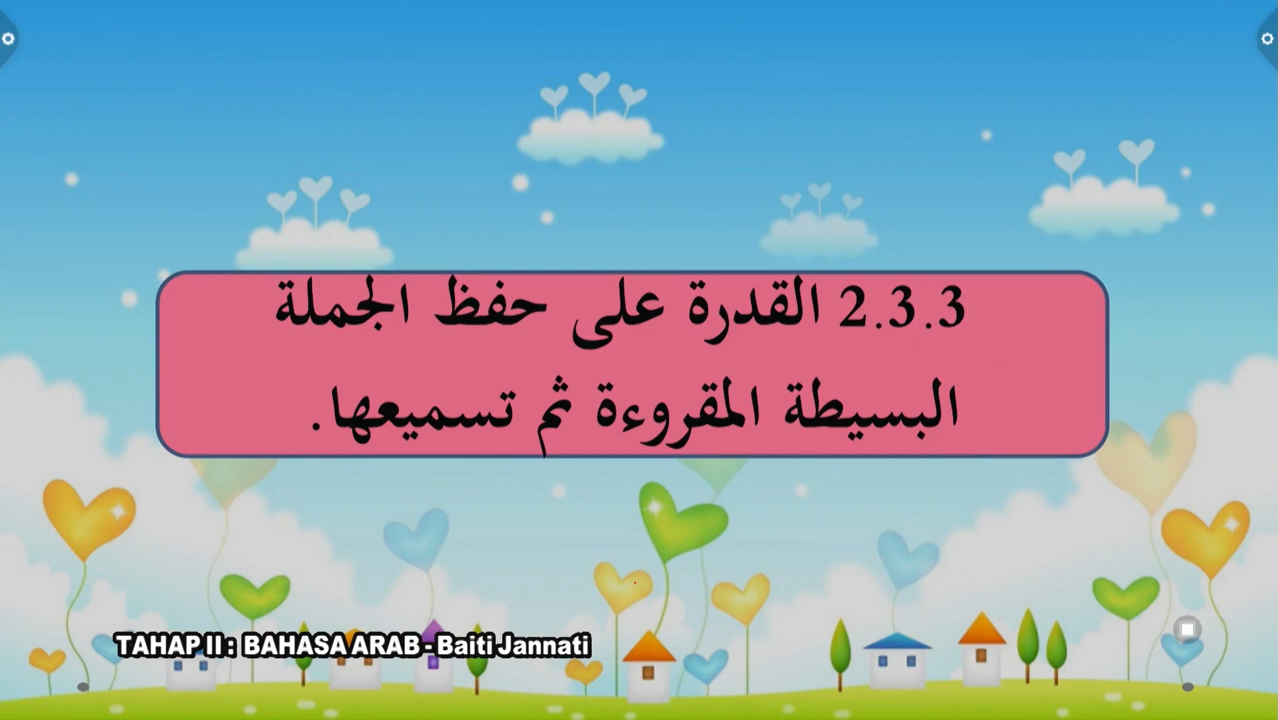 2.3.3 القدرة على حفظ الجملة
البسيطة المقروءة ثم تسميعها.
TAHAP II : BAHASA ARAB - Baiti Jannati